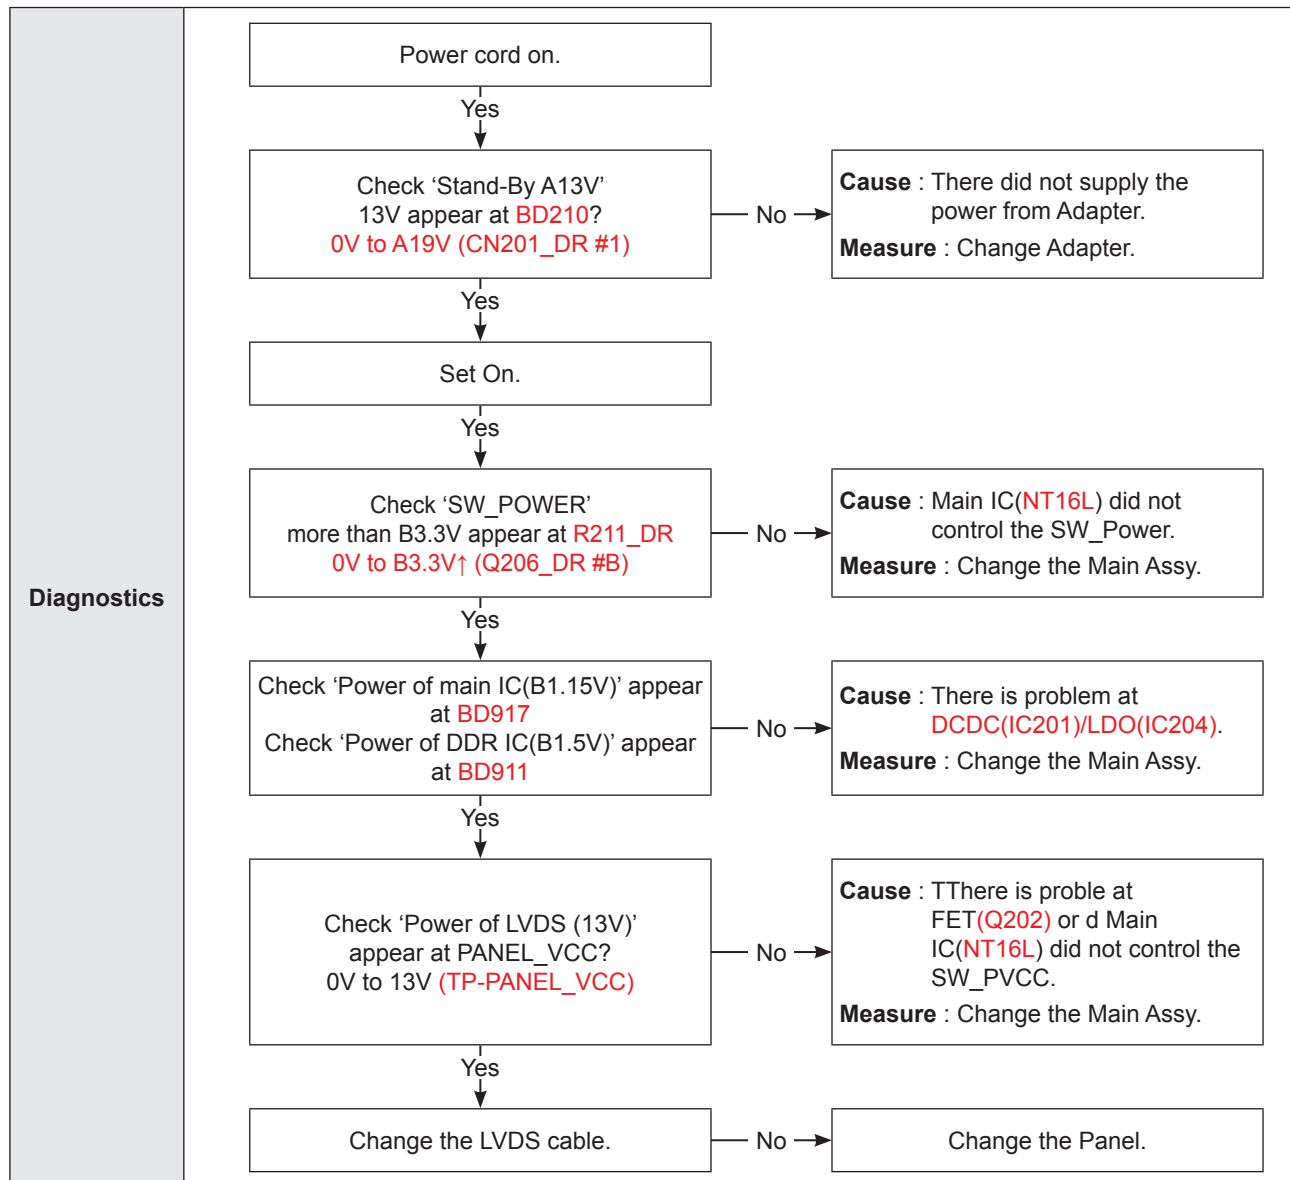 Diagnostics
Power cord on.
Yes
Check ‘Stand-By A13V’
13V appear at BD210?
0V to A19V (CN201_DR #1)
No
Cause : There did not supply the
power from Adapter.
Measure : Change Adapter.
Yes
Set On.
Yes
Check ‘SW_POWER’
more than B3.3V appear at R211_DR
0V to B3.3V↑ (Q206_DR #B)
No
Cause : Main IC(NT16L) did not
control the SW_Power.
Measure : Change the Main Assy.
Yes
Check ‘Power of main IC(B1.15V)’ appear
at BD917
Check ‘Power of DDR IC(B1.5V)’ appear
at BD911
No
Cause : There is problem at
DCDC(IC201)/LDO(IC204).
Measure : Change the Main Assy.
Yes
Check ‘Power of LVDS (13V)’
appear at PANEL_VCC?
0V to 13V (TP-PANEL_VCC)
No
Cause : TThere is proble at
FET(Q202) or d Main
IC(NT16L) did not control the
SW_PVCC.
Measure : Change the Main Assy.
Yes
Change the LVDS cable.
No
Change the Panel.